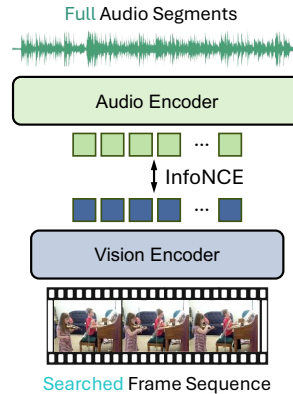 Full Audio Segments
Audio Encoder
...
InfoNCE
...
Vision Encoder
Searched Frame Sequence